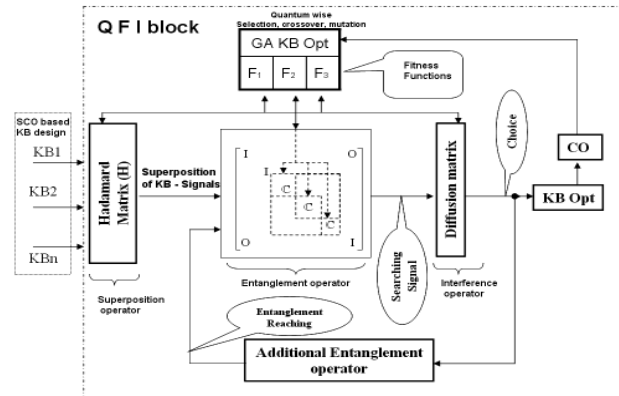 Q F I block
Quantum wise
Selection, crossover, mutation
GA KB Opt
F1 F2 F3
Fitness
Functions
SCO based
KB design
KB1
KB2
KBn
Hadamard
Matrix (H)
Superposition
of KB - Signals
I O
I
C
C
C
O I
Diffusion matrix
Choice
CO
KB Opt
Superposition
operator
Entanglement operator
Searching
Signal
Interference
operator
Entanglement
Reaching
Additional Entanglement
operator